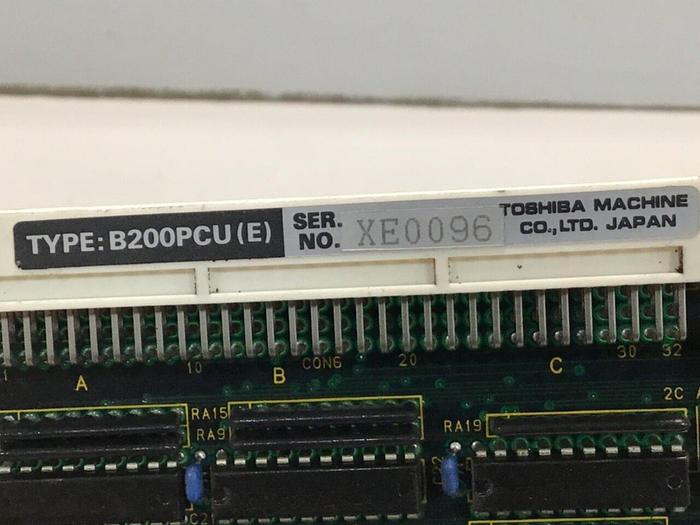 TYPE: B200PCU(E)
SER.
NO.
XE0096
TOSHIBA MACHINE
CO., LTD. JAPAN
1
10
CON6
20
30
32
A
B
C
2C
RA15
RA9
RA19